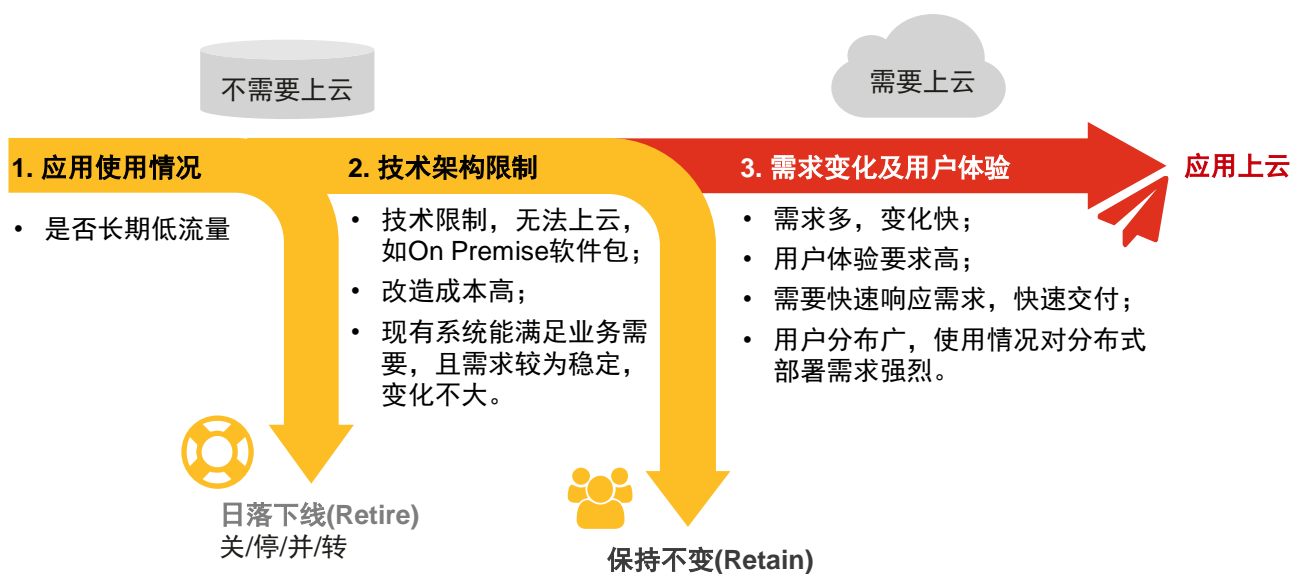 不需要上云
需要上云
1. 应用使用情况
2. 技术架构限制
3. 需求变化及用户体验
应用上云
• 是否长期低流量
• 技术限制，无法上云，
如On Premise软件包；
• 改造成本高；
• 现有系统能满足业务需
要，且需求较为稳定，
变化不大。
• 需求多，变化快；
• 用户体验要求高；
• 需要快速响应需求，快速交付；
• 用户分布广，使用情况对分布式
部署需求强烈。
日落下线(Retire)
关/停/并/转
保持不变(Retain)